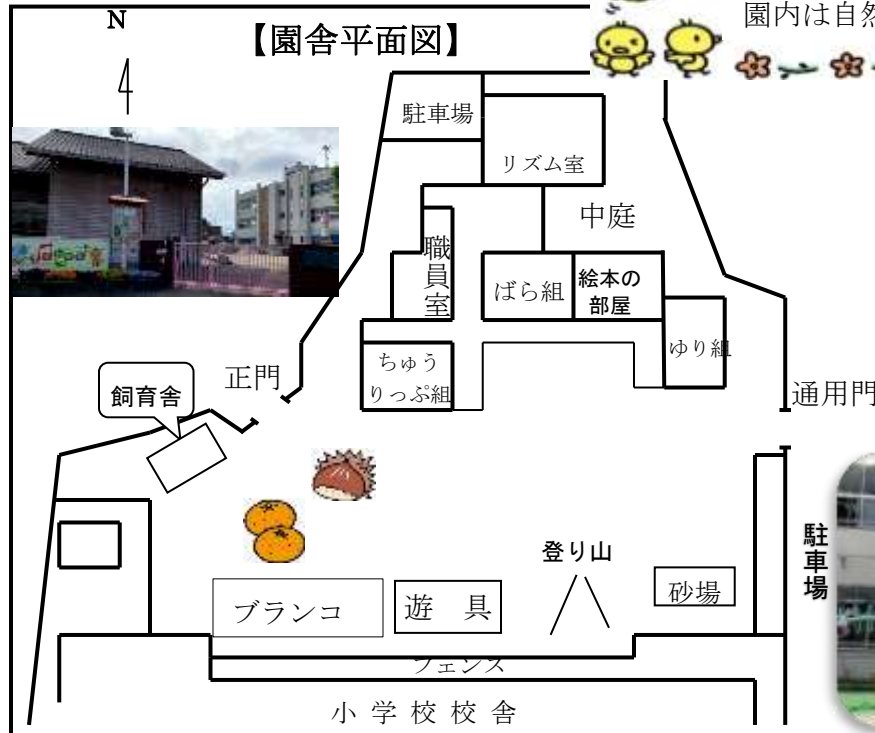 園内は自然
N
【園舎平面図】
駐車場
リズム室
中庭
職員室
ばら組
絵本の
部屋
ゆり組
ちゅう
りっぷ組
正門
飼育舎
通用門
登り山
駐車場
砂場
ブランコ
遊 具
フェンス
小 学 校 校 舎